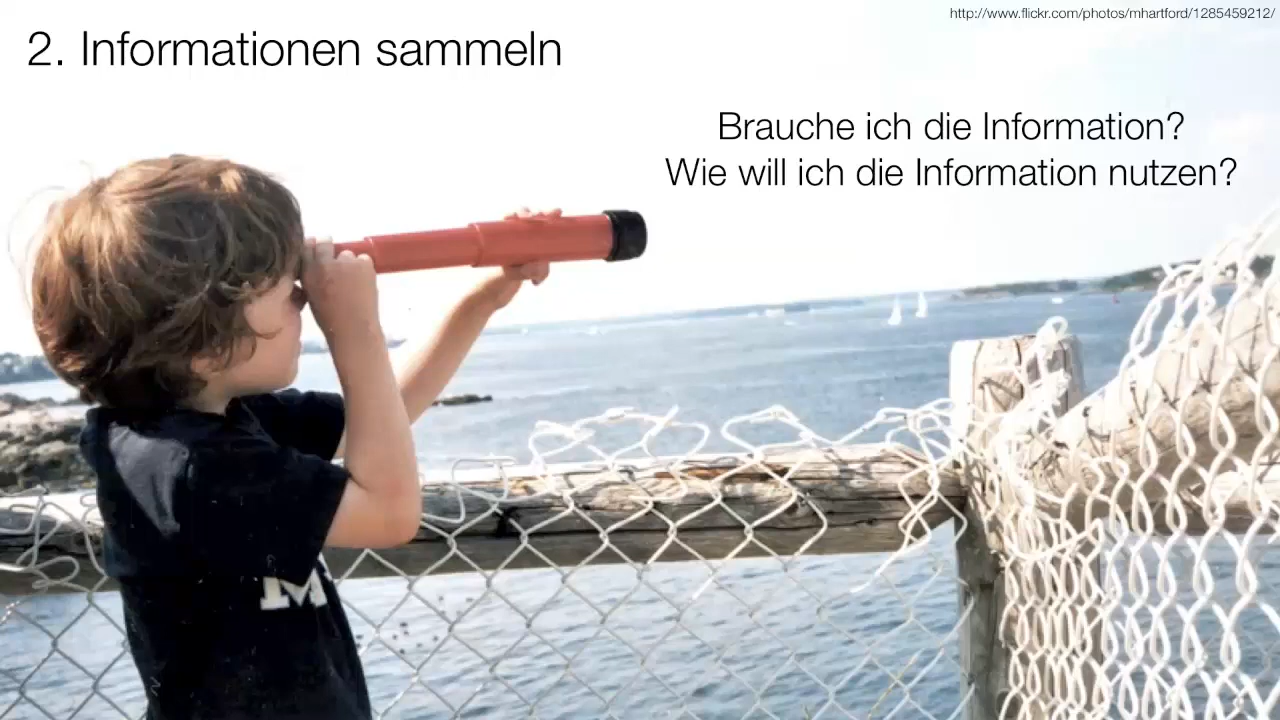 http://www.flickr.com/photos/mhartford/1285459212/
2. Informationen sammeln
Brauche ich die Information?
Wie will ich die Information nutzen?
M